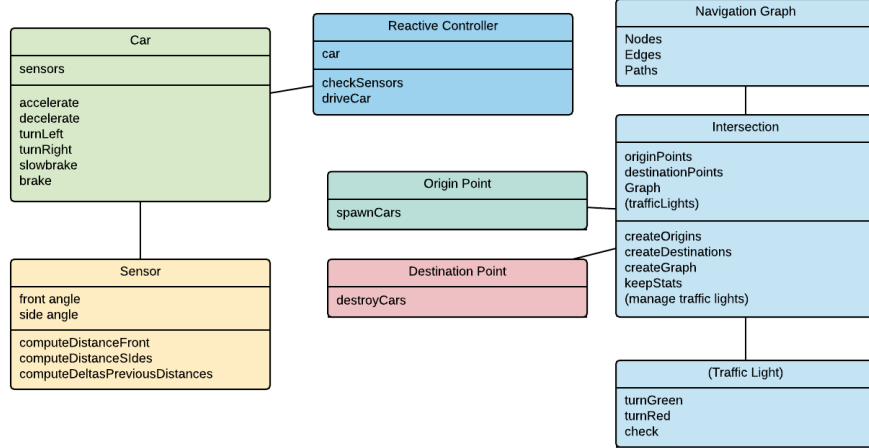 Car
sensors
accelerate
decelerate
turnLeft
turnRight
slowbrake
brake
Reactive Controller
car
checkSensors
driveCar
Navigation Graph
Nodes
Edges
Paths
Intersection
originPoints
destinationPoints
Graph
(trafficLights)
createOrigins
createDestinations
createGraph
keepStats
(manage traffic lights)
Origin Point
spawnCars
Destination Point
destroyCars
Sensor
front angle
side angle
computeDistanceFront
computeDistanceSIdes
computeDeltasPreviousDistances
(Traffic Light)
turnGreen
turnRed
check